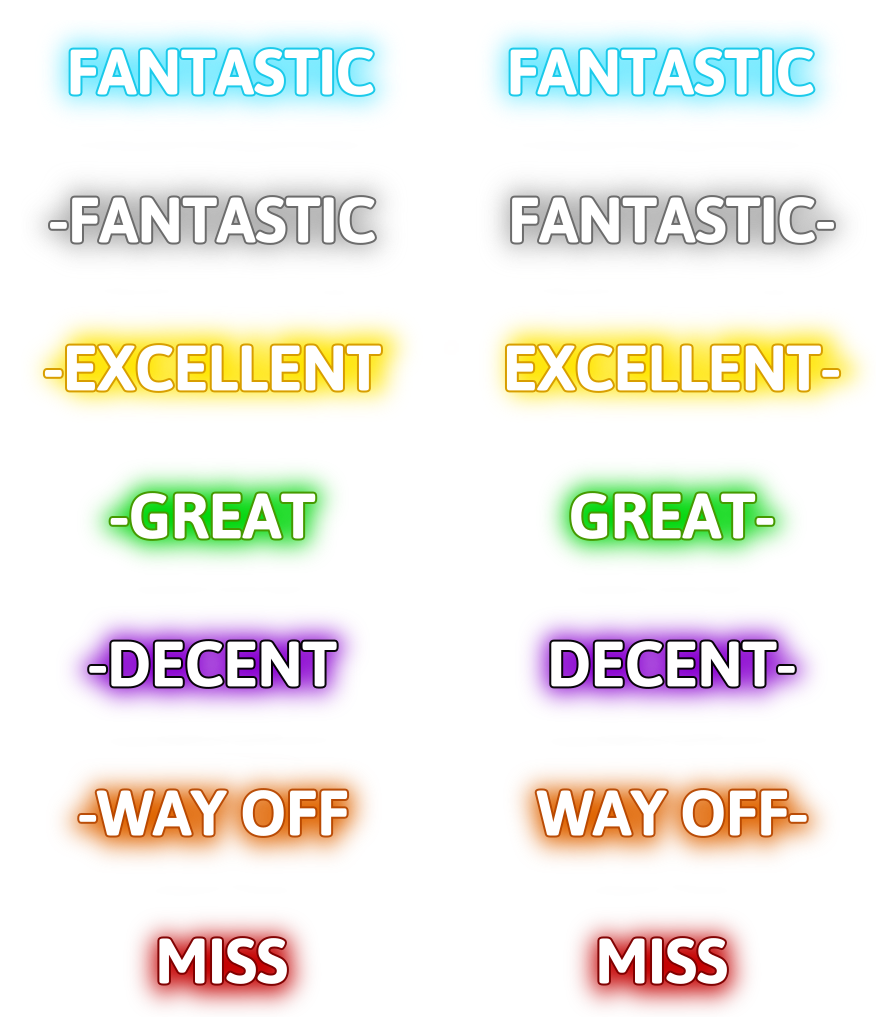 FANTASTIC FANTASTIC
-FANTASTIC FANTASTIC-
-EXCELLENT EXCELLENT-
-GREAT GREAT-
-DECENT DECENT-
-WAY OFF WAY OFF-
MISS MISS